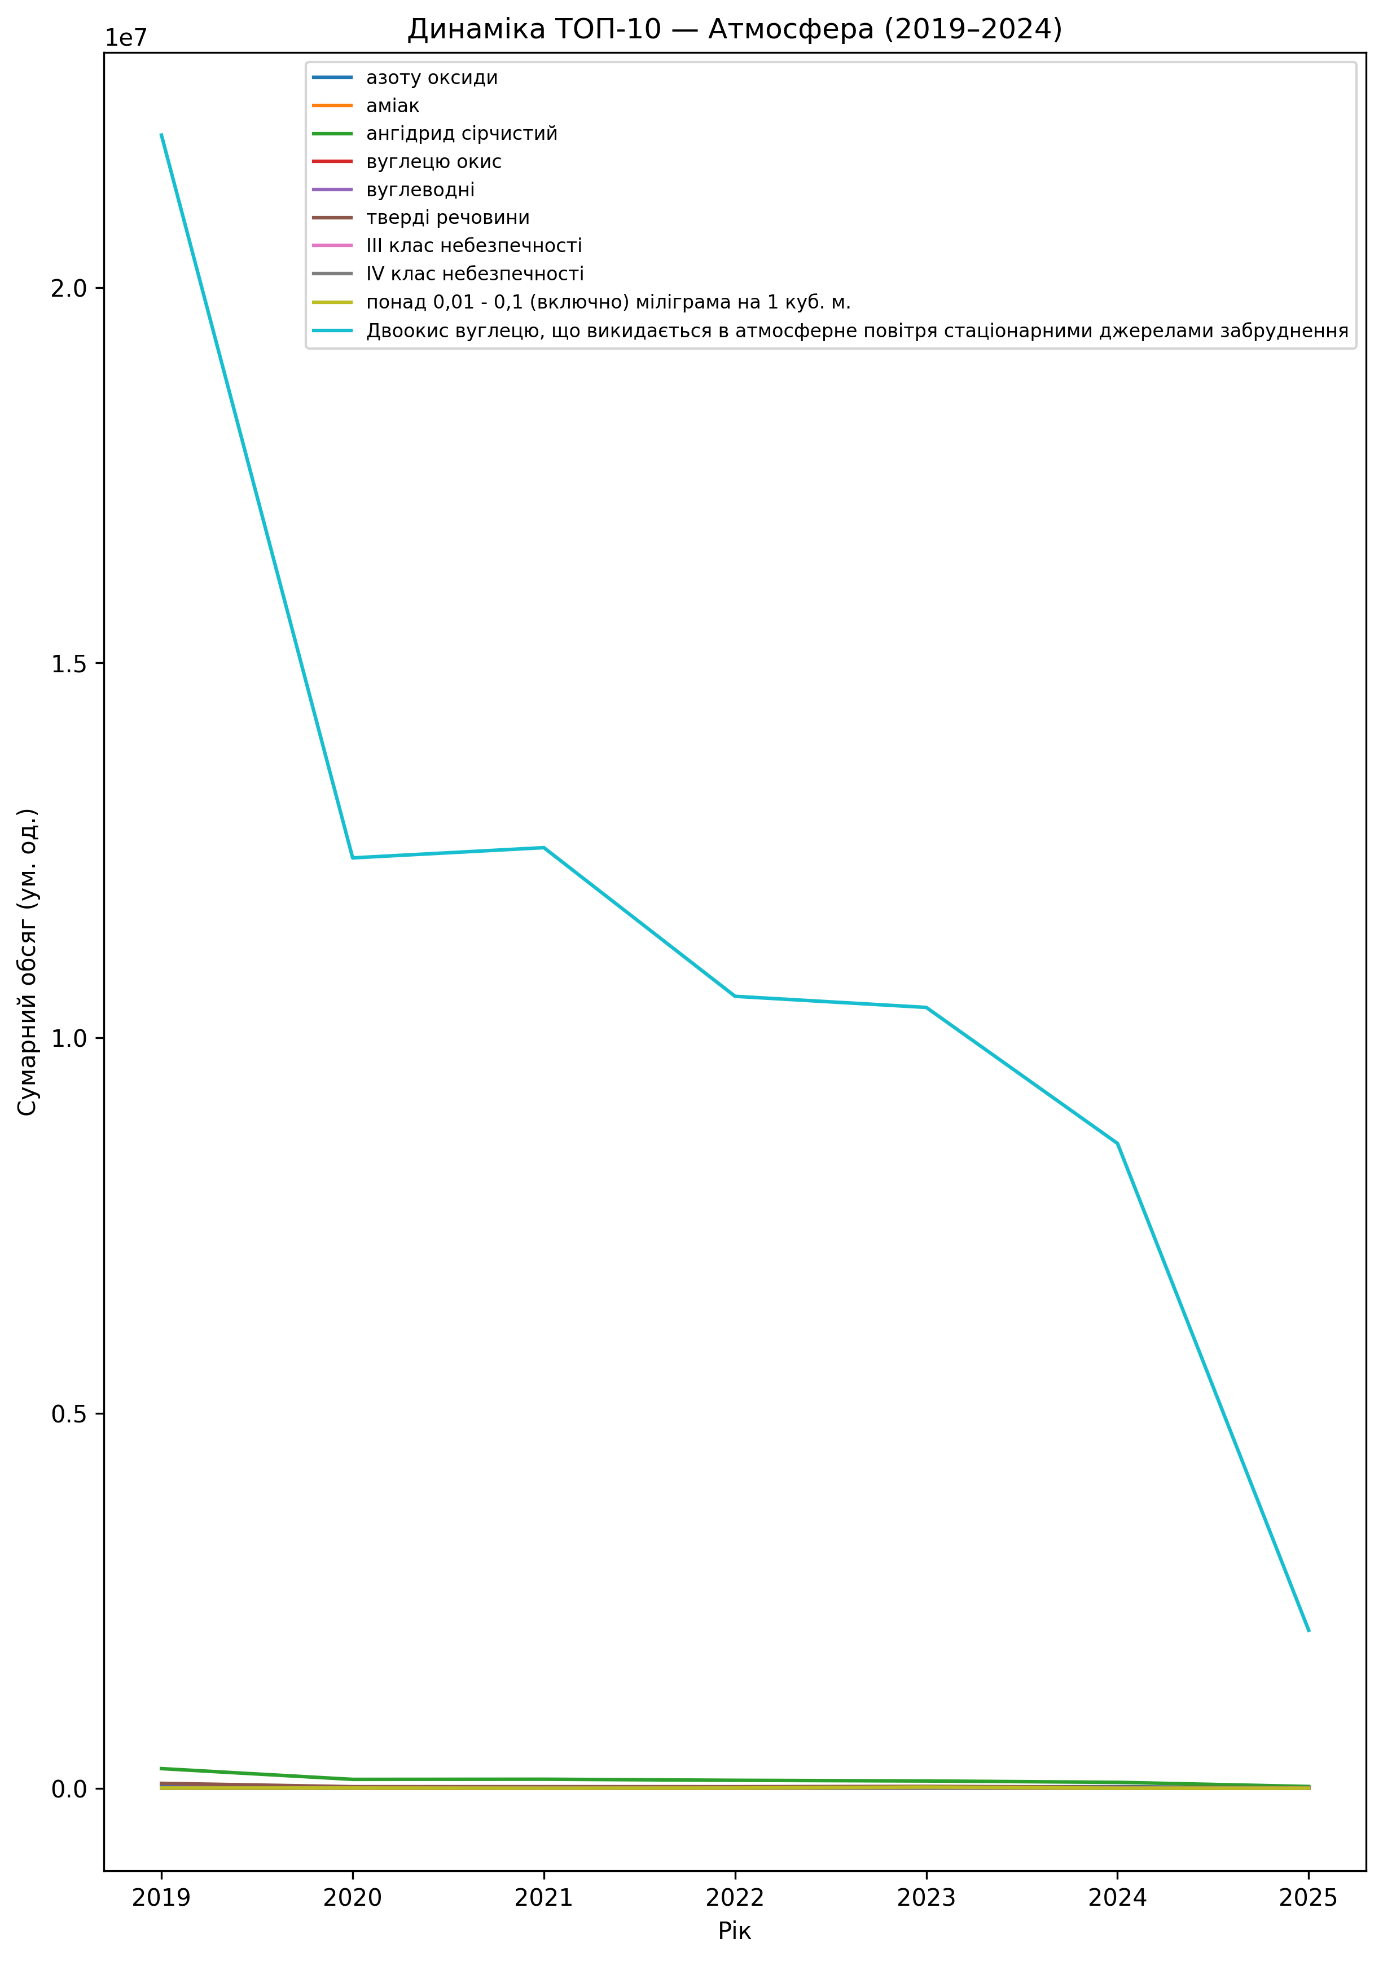 Динаміка ТОП-10 — Атмосфера (2019–2024)
1e7
азоту оксиди
аміак
ангідрид сірчистий
вуглецю окис
вуглеводні
тверді речовини
III клас небезпечності
IV клас небезпечності
понад 0,01 - 0,1 (включно) міліграма на 1 куб. м.
Двоокис вуглецю, що викидається в атмосферне повітря стаціонарними джерелами забруднення
2.0
1.5
1.0
0.5
0.0
Сумарний обсяг (ум. од.)
2019 2020 2021 2022 2023 2024 2025
Рік